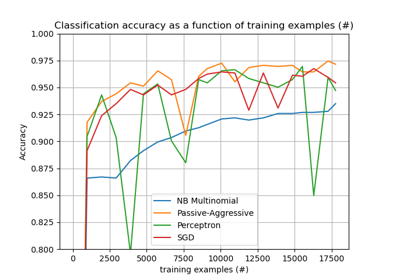 Classification accuracy as a function of training examples (#)
1.000
0.975
0.950
0.925
0.900
0.875
0.850
0.825
0.800
Accuracy
NB Multinomial
Passive-Aggressive
Perceptron
SGD
0 2500 5000 7500 10000 12500 15000 17500
training examples (#)